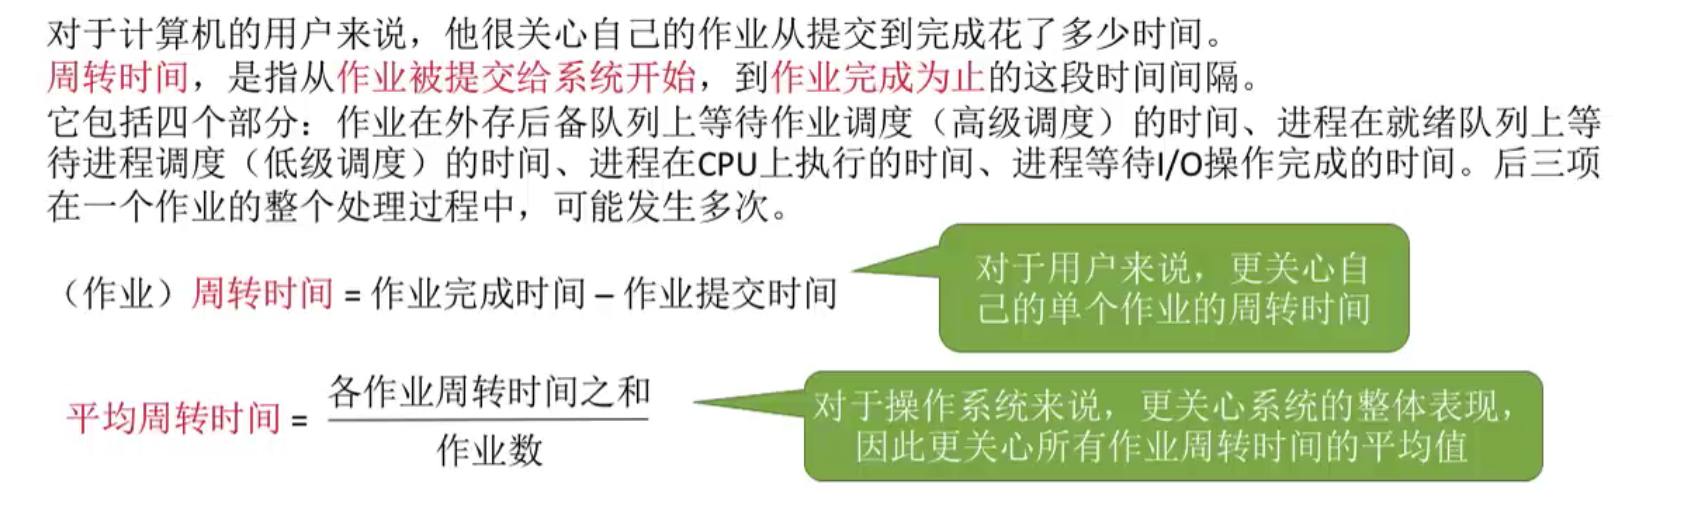 对于计算机的用户来说，他很关心自己的作业从提交到完成花了多少时间。
周转时间，是指从作业被提交给系统开始，到作业完成为止的这段时间间隔。
它包括四个部分：作业在外存后备队列上等待作业调度（高级调度）的时间、进程在就绪队列上等
待进程调度（低级调度）的时间、进程在CPU上执行的时间、进程等待I/O操作完成的时间。后三项
在一个作业的整个处理过程中，可能发生多次。
（作业）周转时间 = 作业完成时间 – 作业提交时间
对于用户来说，更关心自
己的单个作业的周转时间
平均周转时间 =
各作业周转时间之和
作业数
对于操作系统来说，更关心系统的整体表现，
因此更关心所有作业周转时间的平均值